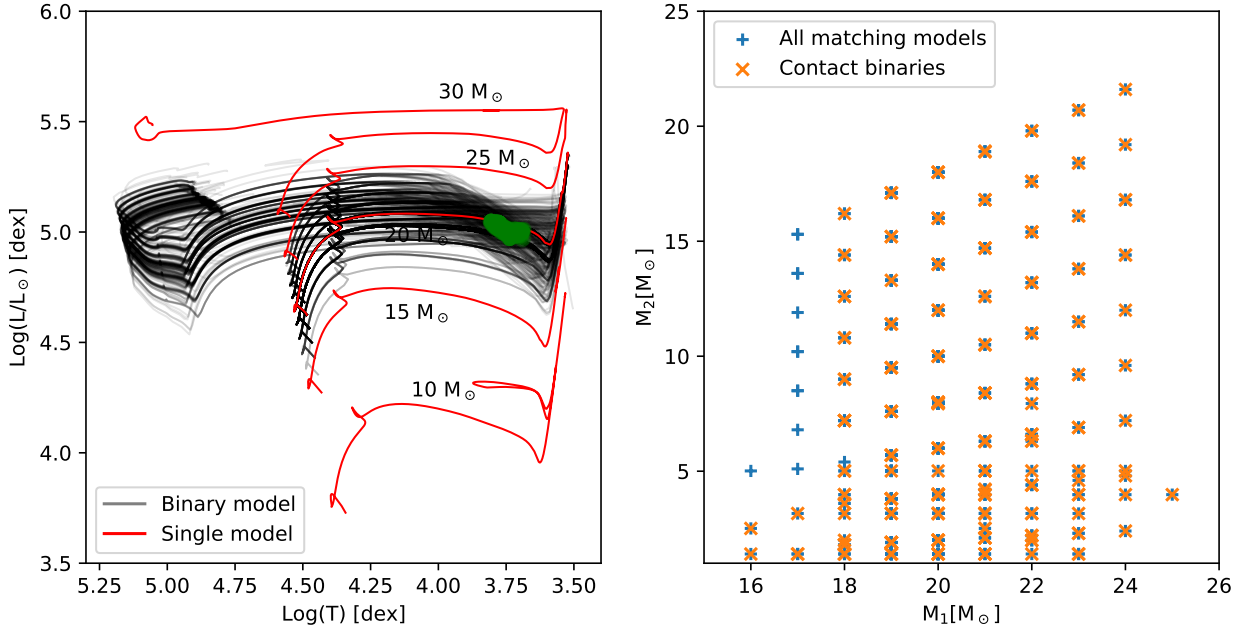 6.0
5.5
5.0
4.5
4.0
3.5
Log(L/L⊙) [dex]
5.25 5.00 4.75 4.50 4.25 4.00 3.75 3.50
Log(T) [dex]
30 M⊙
25 M⊙
20 M⊙
15 M⊙
10 M⊙
Binary model
Single model
25
20
15
10
5
M₂[M⊙]
16 18 20 22 24 26
M₁[M⊙]
All matching models
Contact binaries